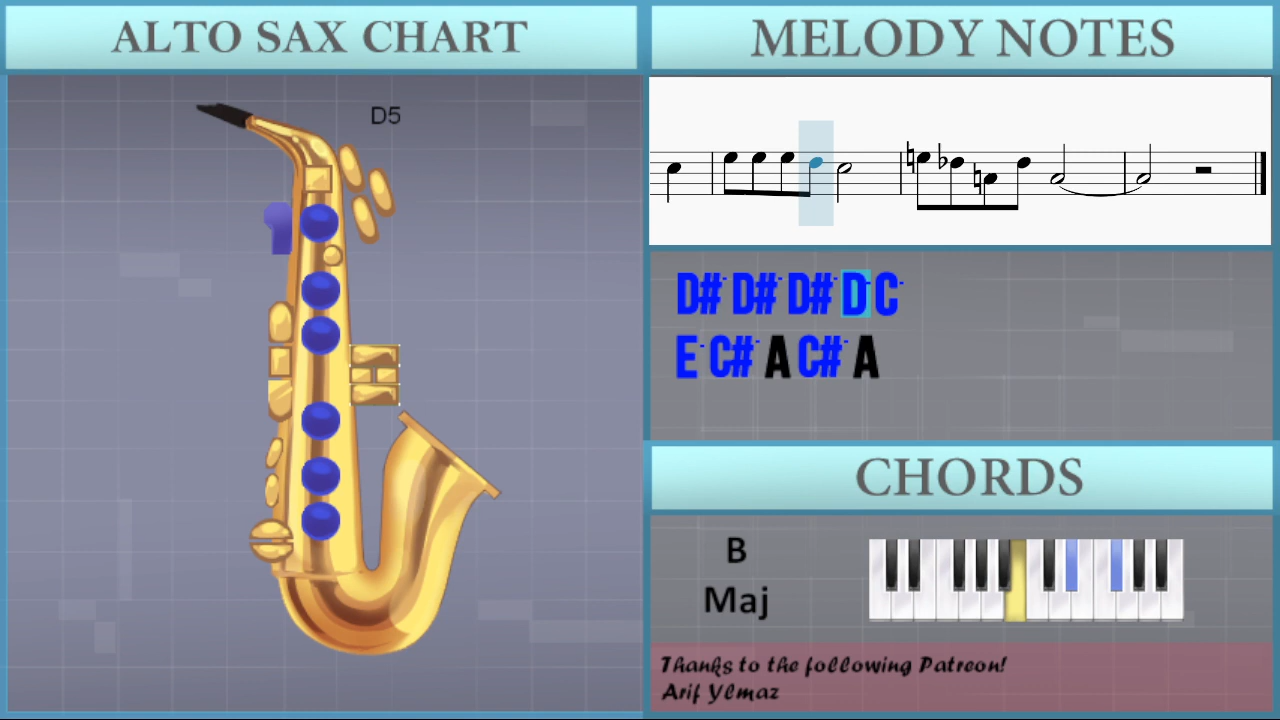 ALTO SAX CHART
D5
MELODY NOTES
D#- D#- D#- D- C-
E- C#- A C#- A
CHORDS
B
Maj
Thanks to the following Patreon!
Arif Ylmaz